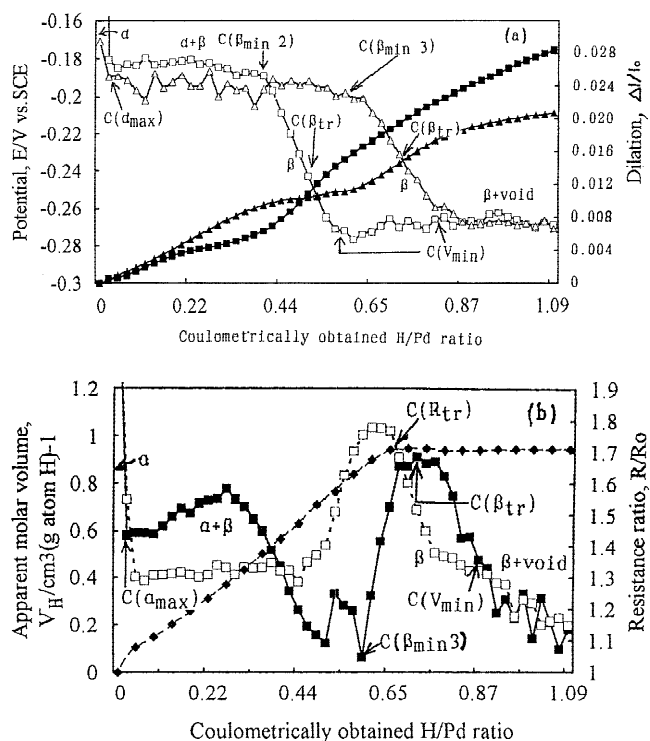 α
α+β
C(βmin 2)
C(βmin 3)
(a)
C(αmax)
C(βtr)
C(βtr)
β
β
β+void
C(Vmin)
-0.16
-0.18
-0.2
-0.22
-0.24
-0.26
-0.28
-0.3
Potential, E/V vs.SCE
0.028
0.024
0.020
0.016
0.012
0.008
0.004
0
Dilation, Δl/l₀
0 0.22 0.44 0.65 0.87 1.09
Coulometrically obtained H/Pd ratio
1.2
1
0.8
0.6
0.4
0.2
0
Apparent molar volume,
V̄H/cm3(g atom H)-1
α
α+β
C(αmax)
C(Rtr)
(b)
C(βtr)
β
β+void
C(Vmin)
C(βmin3)
1.9
1.8
1.7
1.6
1.5
1.4
1.3
1.2
1.1
1
Resistance ratio, R/Ro
0 0.22 0.44 0.65 0.87 1.09
Coulometrically obtained H/Pd ratio